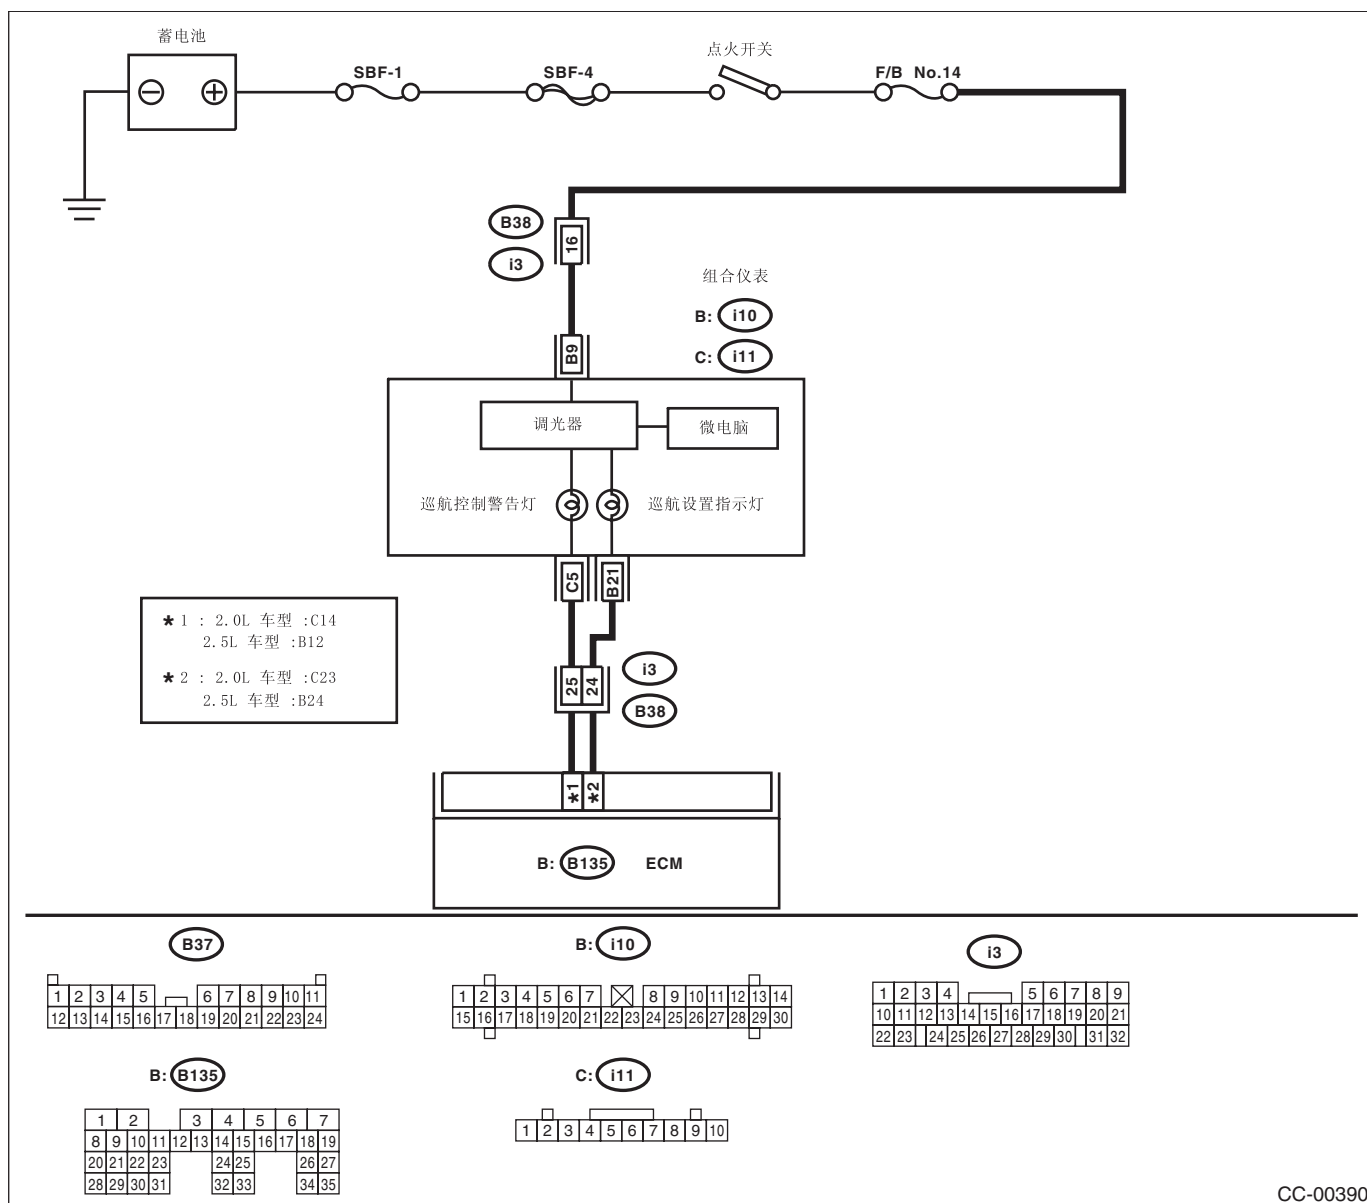 蓄电池
SBF-1
SBF-4
点火开关
F/B No.14
B38
16
i3
组合仪表
B: i10
C: i11
B9
调光器
微电脑
巡航控制警告灯
巡航设置指示灯
C5
B21
*1 : 2.0L 车型 :C14
2.5L 车型 :B12
*2 : 2.0L 车型 :C23
2.5L 车型 :B24
25
24
i3
B38
*1
*2
B: B135 ECM
B37
1 2 3 4 5 6 7 8 9 10 11
12 13 14 15 16 17 18 19 20 21 22 23 24
B: i10
1 2 3 4 5 6 7 8 9 10 11 12 13 14
15 16 17 18 19 20 21 22 23 24 25 26 27 28 29 30
i3
1 2 3 4 5 6 7 8 9
10 11 12 13 14 15 16 17 18 19 20 21
22 23 24 25 26 27 28 29 30 31 32
B: B135
1 2 3 4 5 6 7
8 9 10 11 12 13 14 15 16 17 18 19
20 21 22 23 24 25 26 27
28 29 30 31 32 33 34 35
C: i11
1 2 3 4 5 6 7 8 9 10
CC-00390